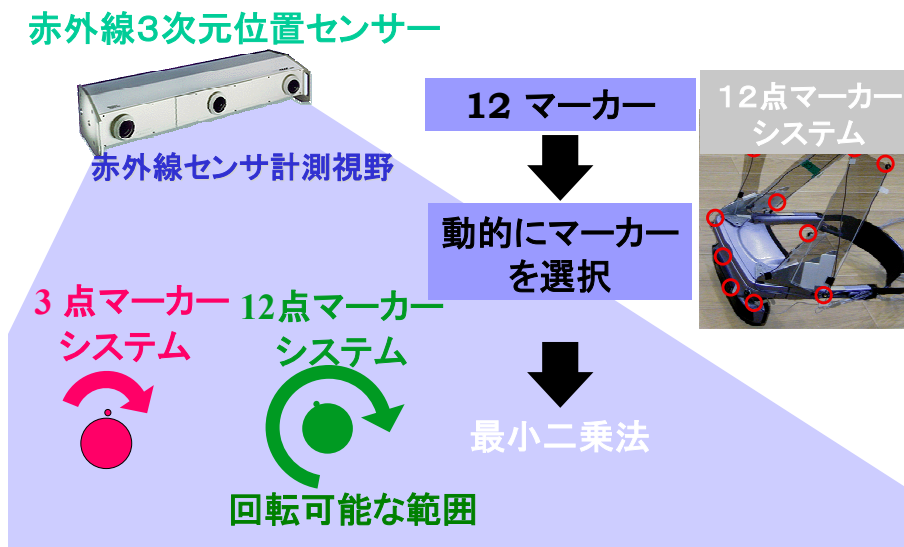 赤外線3次元位置センサー
赤外線センサ計測視野
12 マーカー
動的にマーカー
を選択
最小二乗法
１２点マーカー
システム
3 点マーカー
システム
12点マーカー
システム
回転可能な範囲